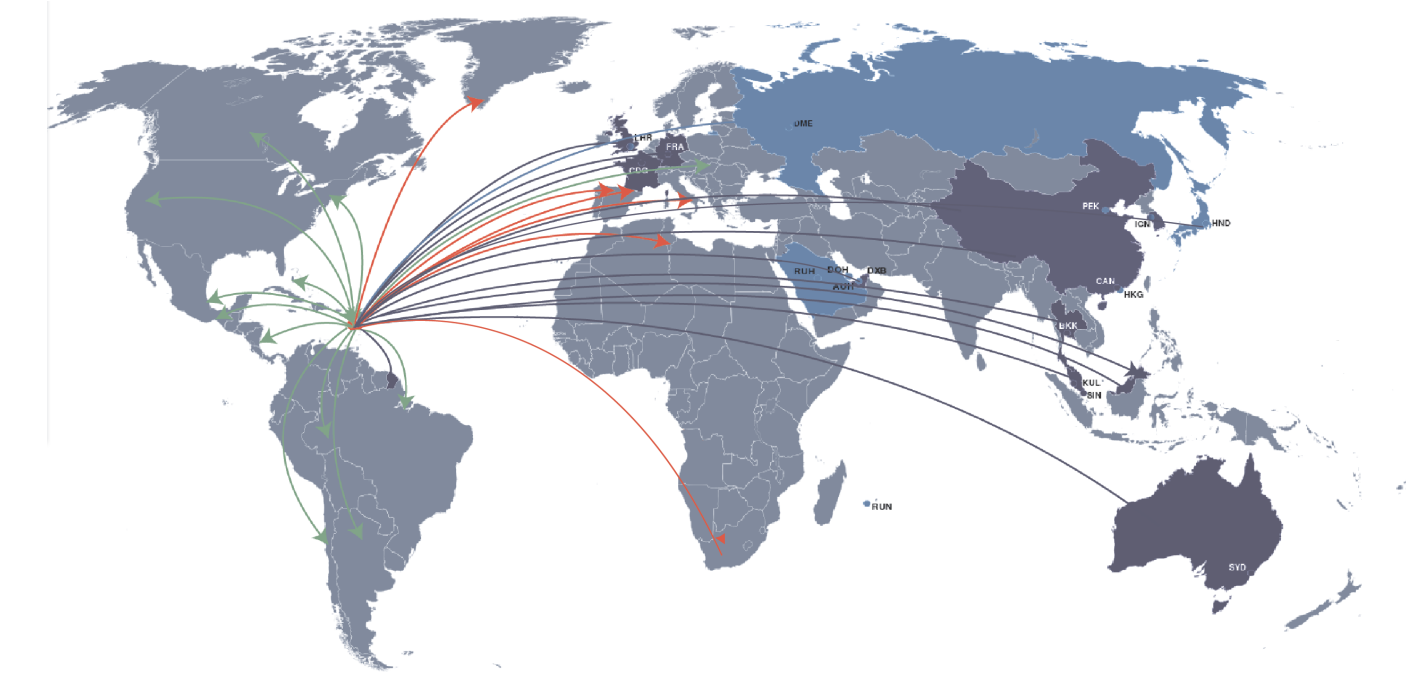 DME
LHR
FRA
CDG
PEK
ICN
HND
RUH
DOH
DXB
AUH
CAN
HKG
BKK
KUL
SIN
RUN
SYD